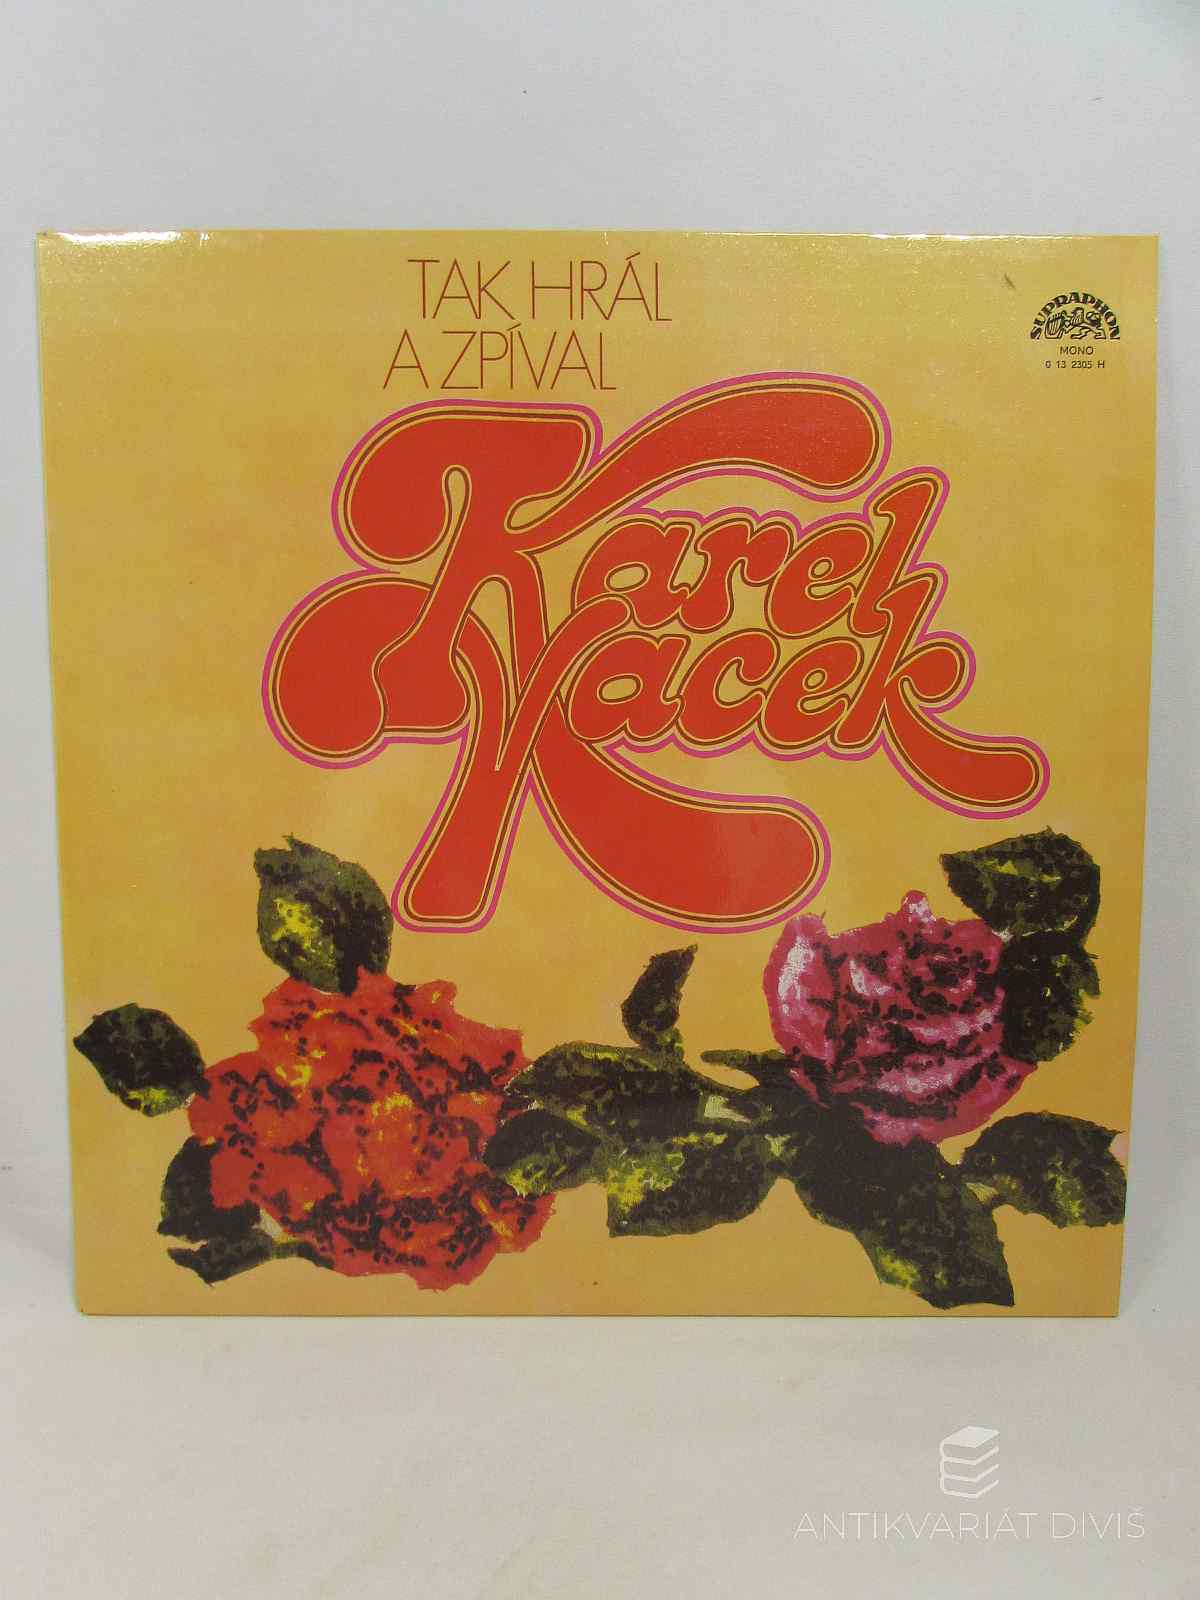 TAK HRÁL
A ZPÍVAL
Karel
Vacek
SUPRAPHON
MONO
0 13 2305 H
ANTIKVARIÁT DIVIŠ